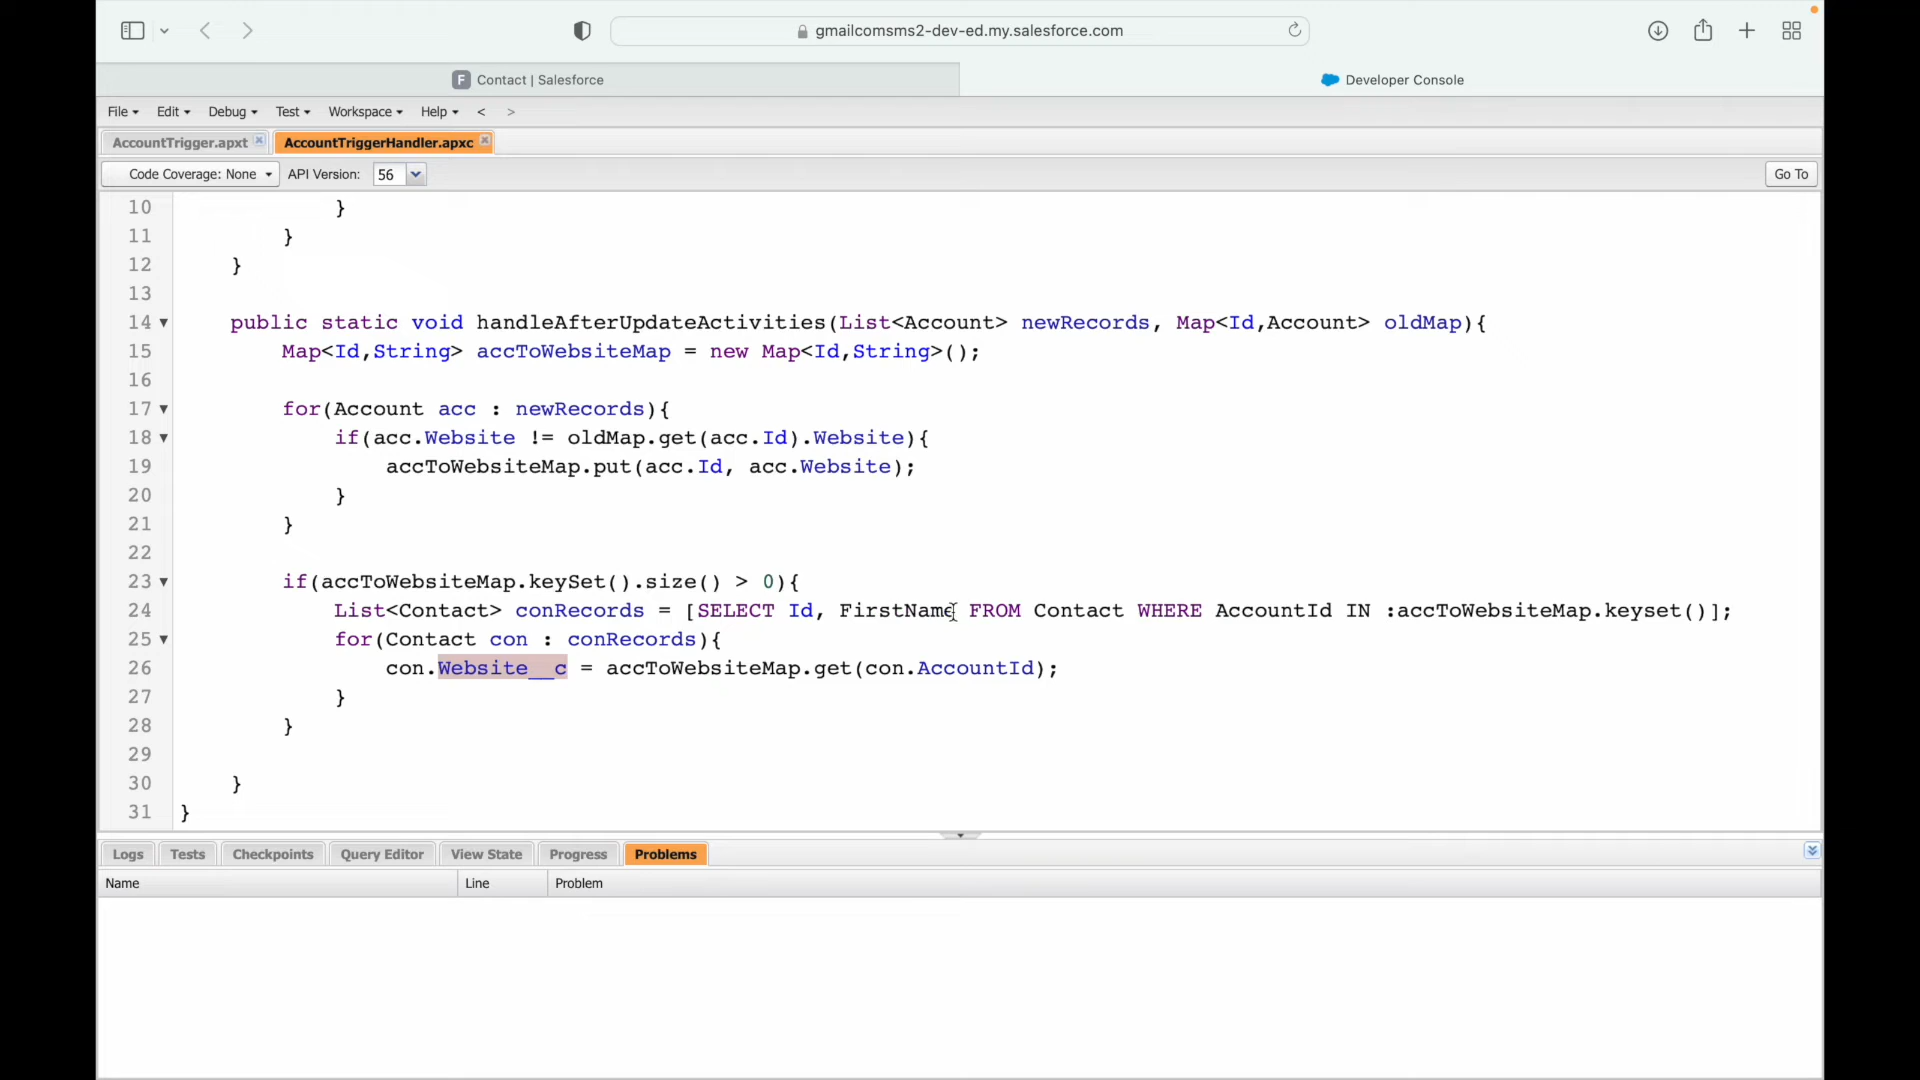 gmailcomsms2-dev-ed.my.salesforce.com
F Contact | Salesforce
Developer Console
File Edit Debug Test Workspace Help < >
AccountTrigger.apxt AccountTriggerHandler.apxc
Code Coverage: None API Version: 56 Go To
10 }
11 }
12 }
13
14 public static void handleAfterUpdateActivities(List<Account> newRecords, Map<Id,Account> oldMap){
15 Map<Id,String> accToWebsiteMap = new Map<Id,String>();
16
17 for(Account acc : newRecords){
18 if(acc.Website != oldMap.get(acc.Id).Website){
19 accToWebsiteMap.put(acc.Id, acc.Website);
20 }
21 }
22
23 if(accToWebsiteMap.keySet().size() > 0){
24 List<Contact> conRecords = [SELECT Id, FirstName FROM Contact WHERE AccountId IN :accToWebsiteMap.keyset()];
25 for(Contact con : conRecords){
26 con.Website__c = accToWebsiteMap.get(con.AccountId);
27 }
28 }
29
30 }
31 }
Logs Tests Checkpoints Query Editor View State Progress Problems
Name Line Problem